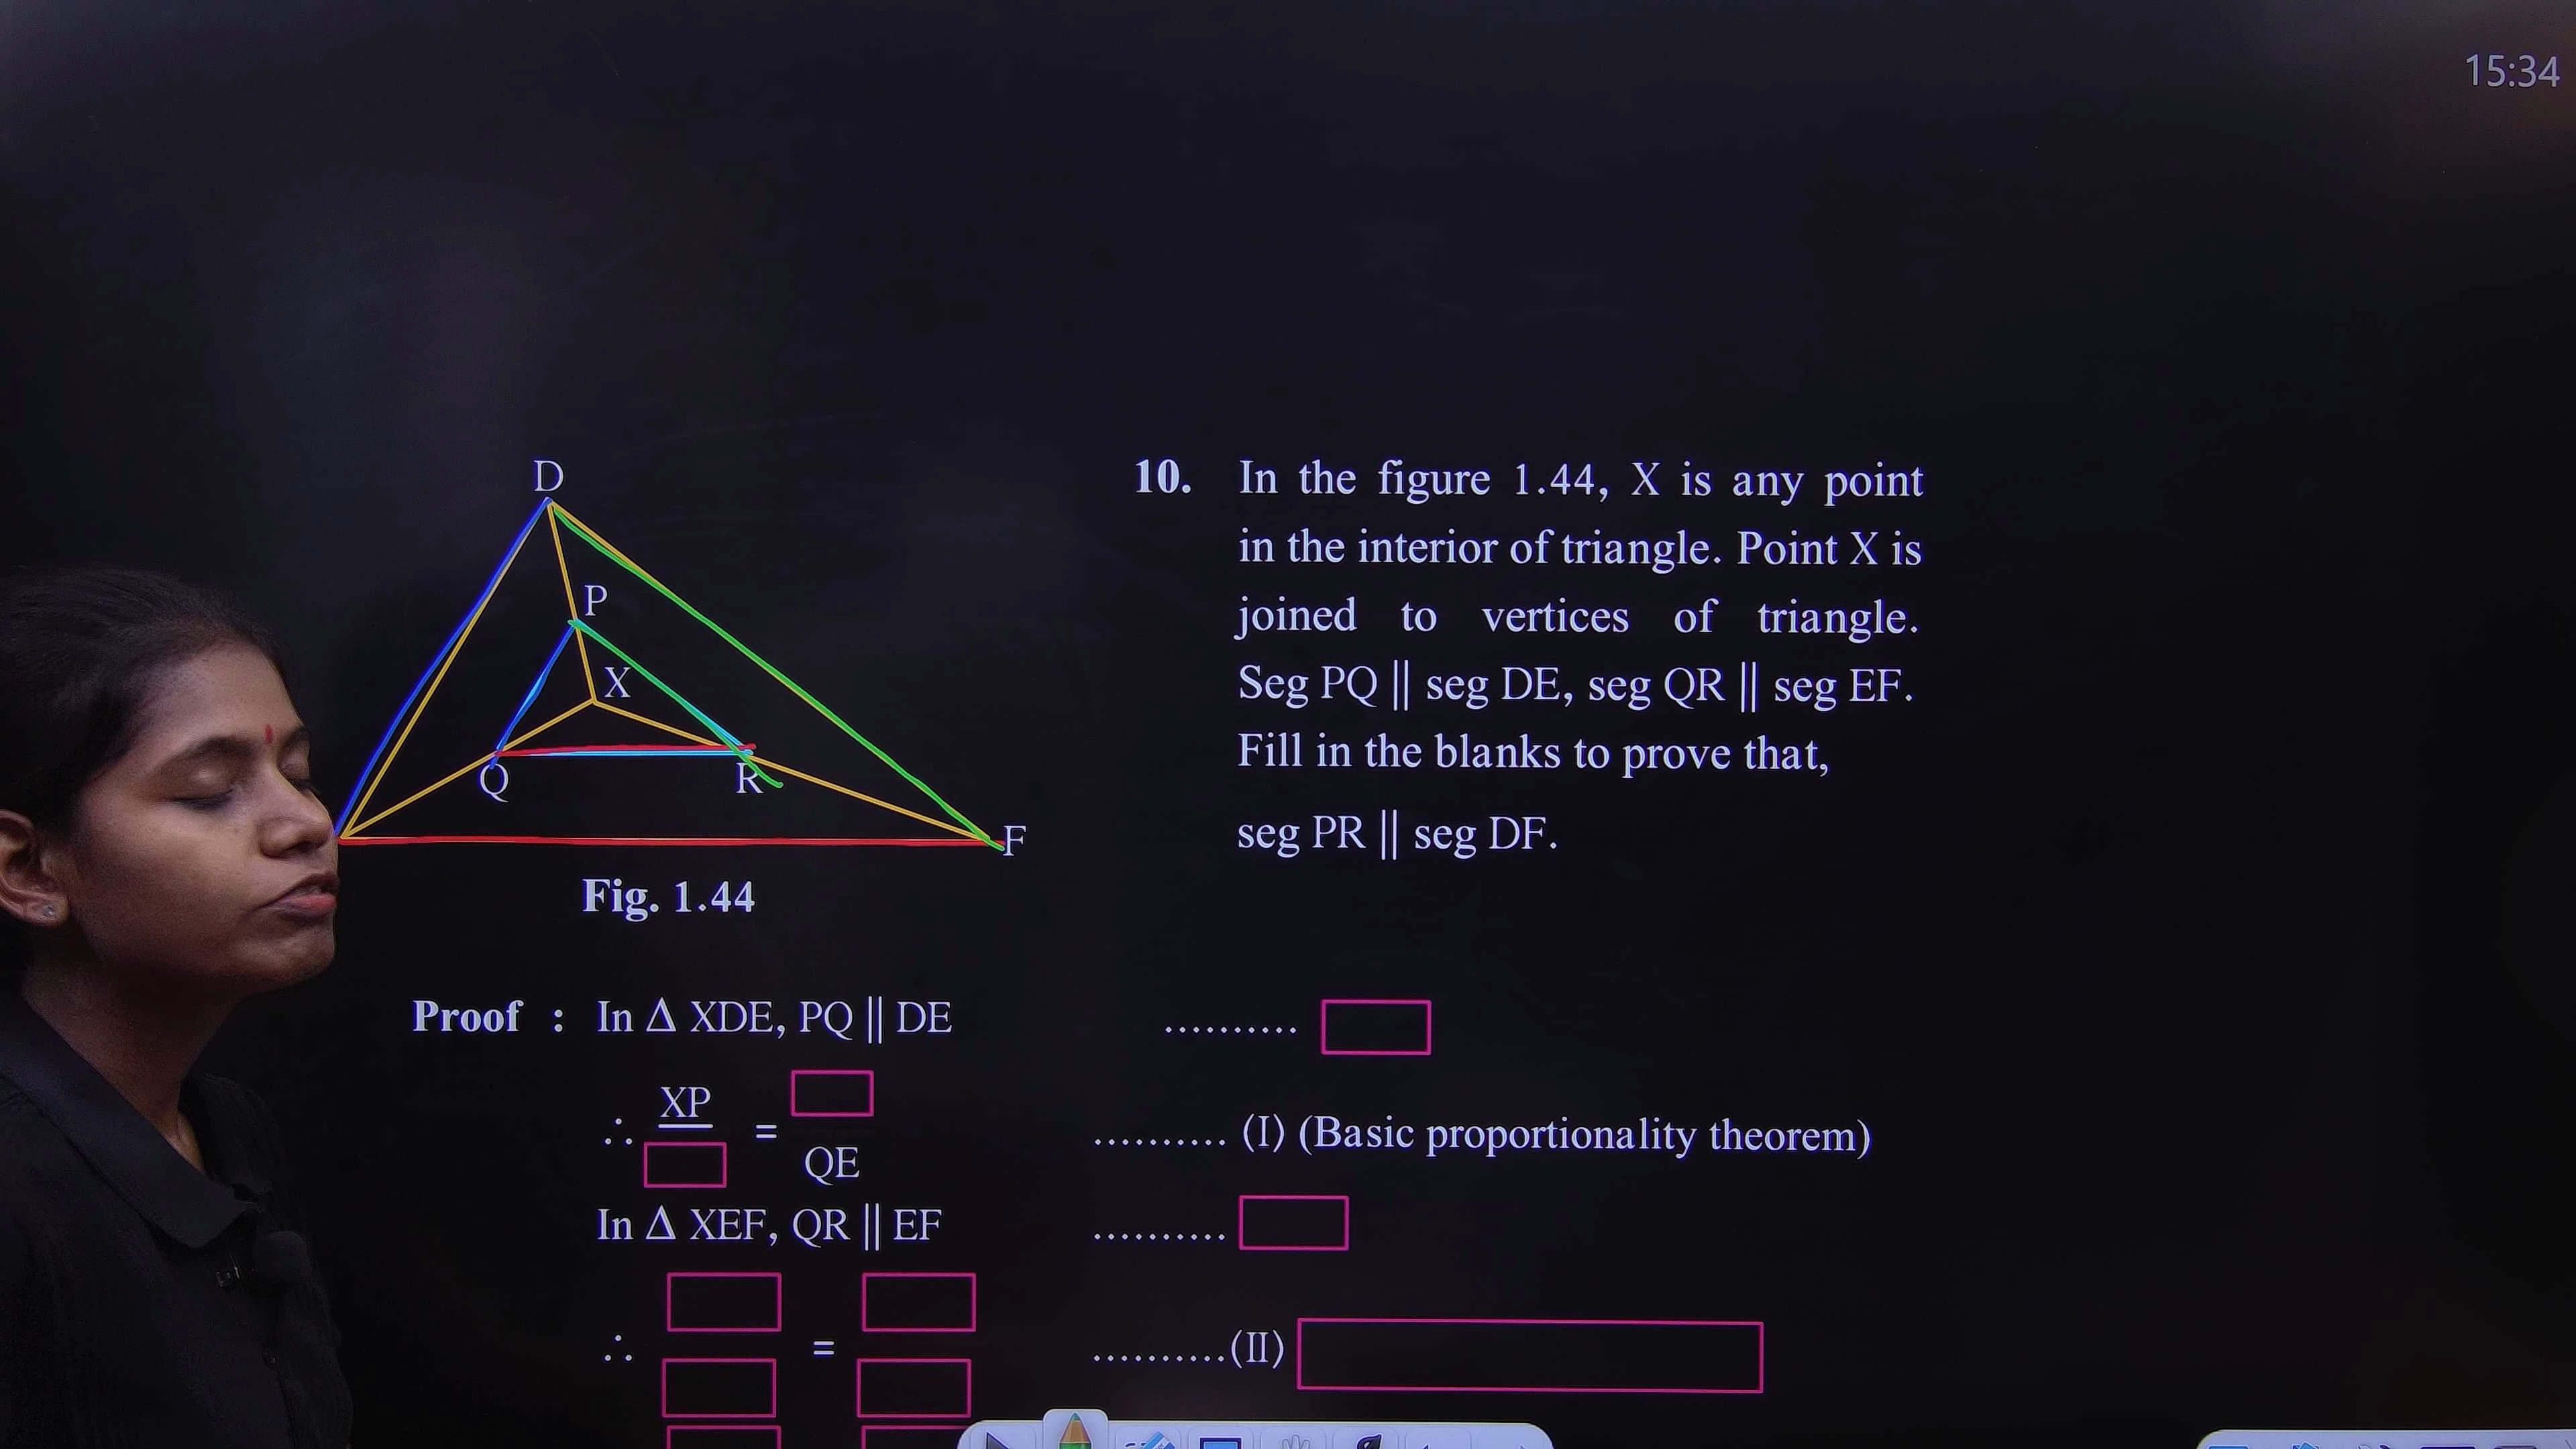 15:34
D
P
X
Q
R
F
Fig. 1.44
10. In the figure 1.44, X is any point
in the interior of triangle. Point X is
joined to vertices of triangle.
Seg PQ || seg DE, seg QR || seg EF.
Fill in the blanks to prove that,
seg PR || seg DF.
Proof : In Δ XDE, PQ || DE ..........
∴ XP / = / QE .......... (I) (Basic proportionality theorem)
In Δ XEF, QR || EF ..........
∴ = ..........(II)